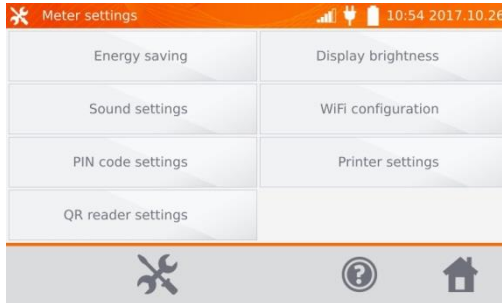 Meter settings 10:54 2017.10.26
Energy saving Display brightness
Sound settings WiFi configuration
PIN code settings Printer settings
QR reader settings
?